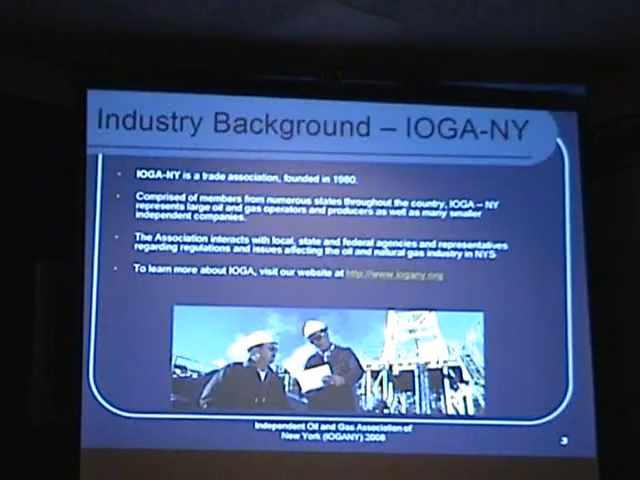 Industry Background – IOGA-NY
IOGA-NY is a trade association, founded in 1980.
Comprised of members from numerous states throughout the country, IOGA – NY
represents large oil and gas operators and producers as well as many smaller
independent companies.
The Association interacts with local, state and federal agencies and representatives
regarding regulations and issues affecting the oil and natural gas industry in NYS
To learn more about IOGA, visit our website at http://www.iogany.org
Independent Oil and Gas Association of
New York (IOGANY) 2008
3